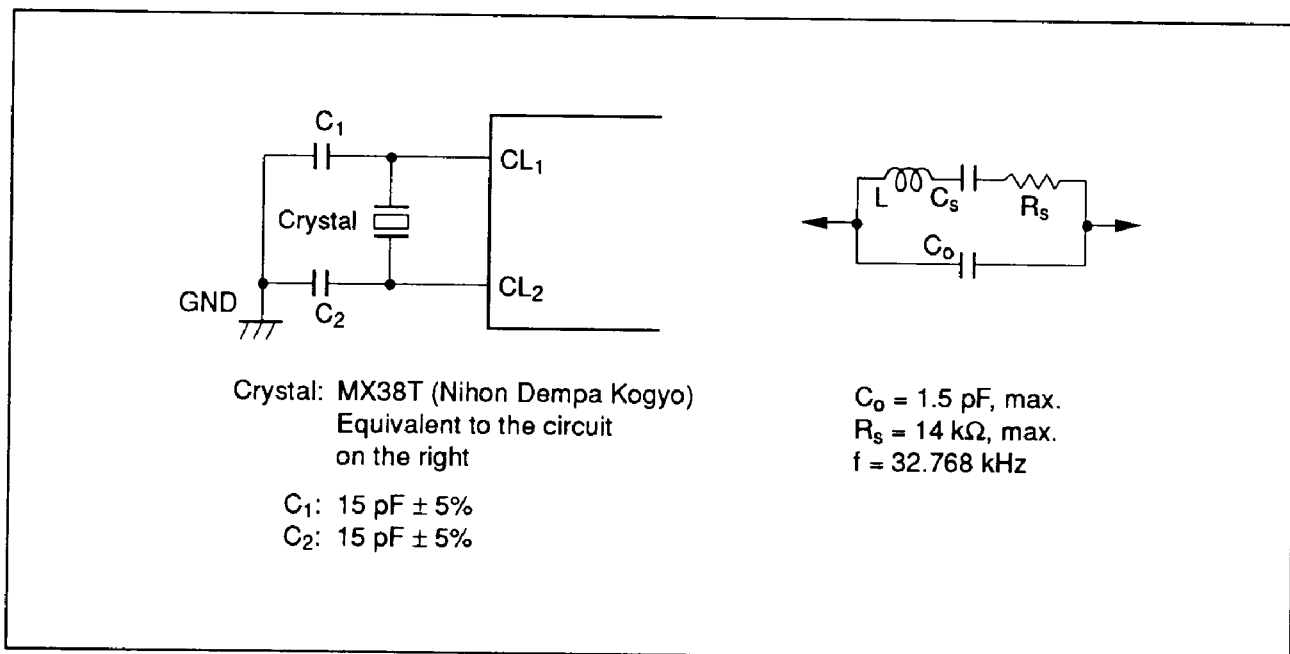 C1
CL1
Crystal
CL2
GND
C2
L Cs Rs
Co
Crystal: MX38T (Nihon Dempa Kogyo)
Equivalent to the circuit
on the right
C1: 15 pF ± 5%
C2: 15 pF ± 5%
Co = 1.5 pF, max.
Rs = 14 kΩ, max.
f = 32.768 kHz